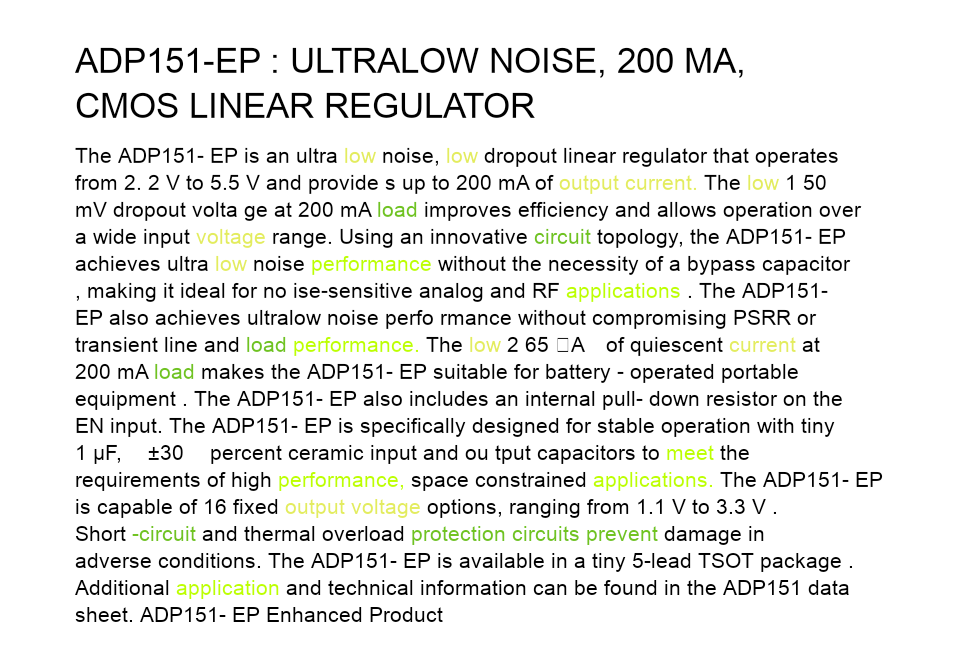 ADP151-EP : ULTRALOW NOISE, 200 MA,
CMOS LINEAR REGULATOR
The ADP151- EP is an ultra low noise, low dropout linear regulator that operates
from 2. 2 V to 5.5 V and provide s up to 200 mA of output current. The low 1 50
mV dropout volta ge at 200 mA load improves efficiency and allows operation over
a wide input voltage range. Using an innovative circuit topology, the ADP151- EP
achieves ultra low noise performance without the necessity of a bypass capacitor
, making it ideal for no ise-sensitive analog and RF applications . The ADP151-
EP also achieves ultralow noise perfo rmance without compromising PSRR or
transient line and load performance. The low 2 65 □A of quiescent current at
200 mA load makes the ADP151- EP suitable for battery - operated portable
equipment . The ADP151- EP also includes an internal pull- down resistor on the
EN input. The ADP151- EP is specifically designed for stable operation with tiny
1 μF, ±30 percent ceramic input and ou tput capacitors to meet the
requirements of high performance, space constrained applications. The ADP151- EP
is capable of 16 fixed output voltage options, ranging from 1.1 V to 3.3 V .
Short -circuit and thermal overload protection circuits prevent damage in
adverse conditions. The ADP151- EP is available in a tiny 5-lead TSOT package .
Additional application and technical information can be found in the ADP151 data
sheet. ADP151- EP Enhanced Product